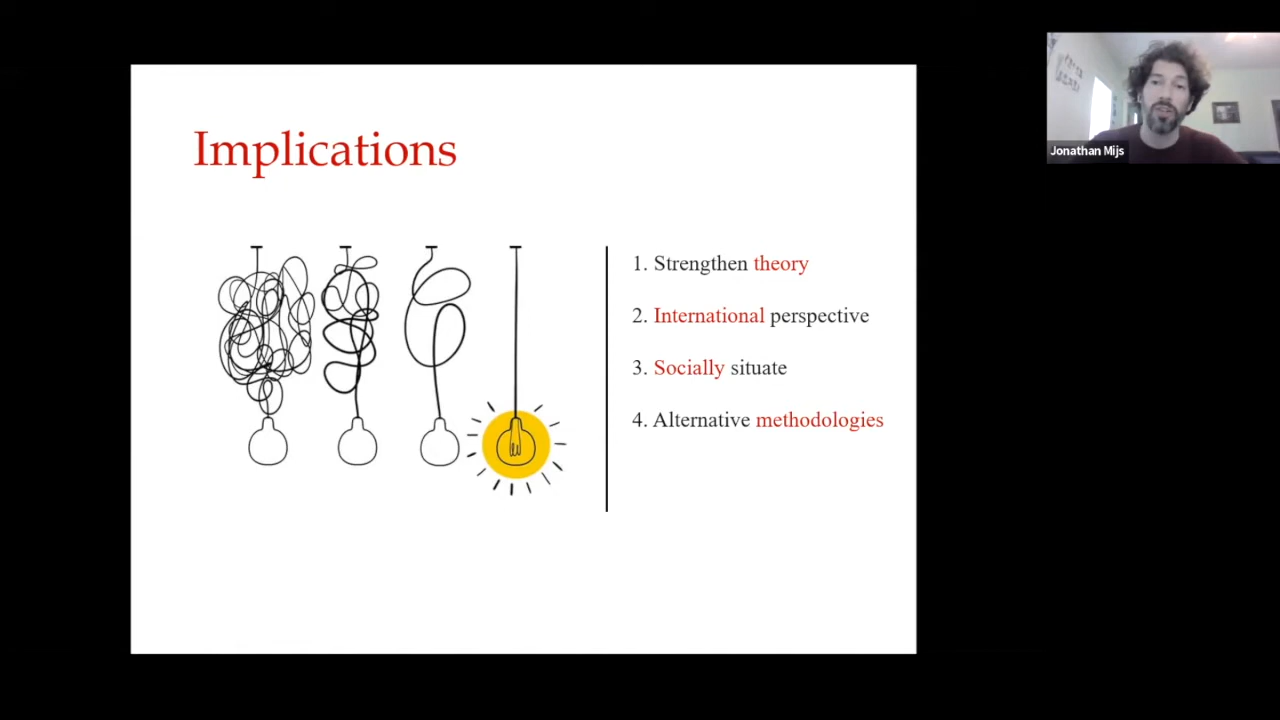 Implications
1. Strengthen theory
2. International perspective
3. Socially situate
4. Alternative methodologies
Jonathan Mijs